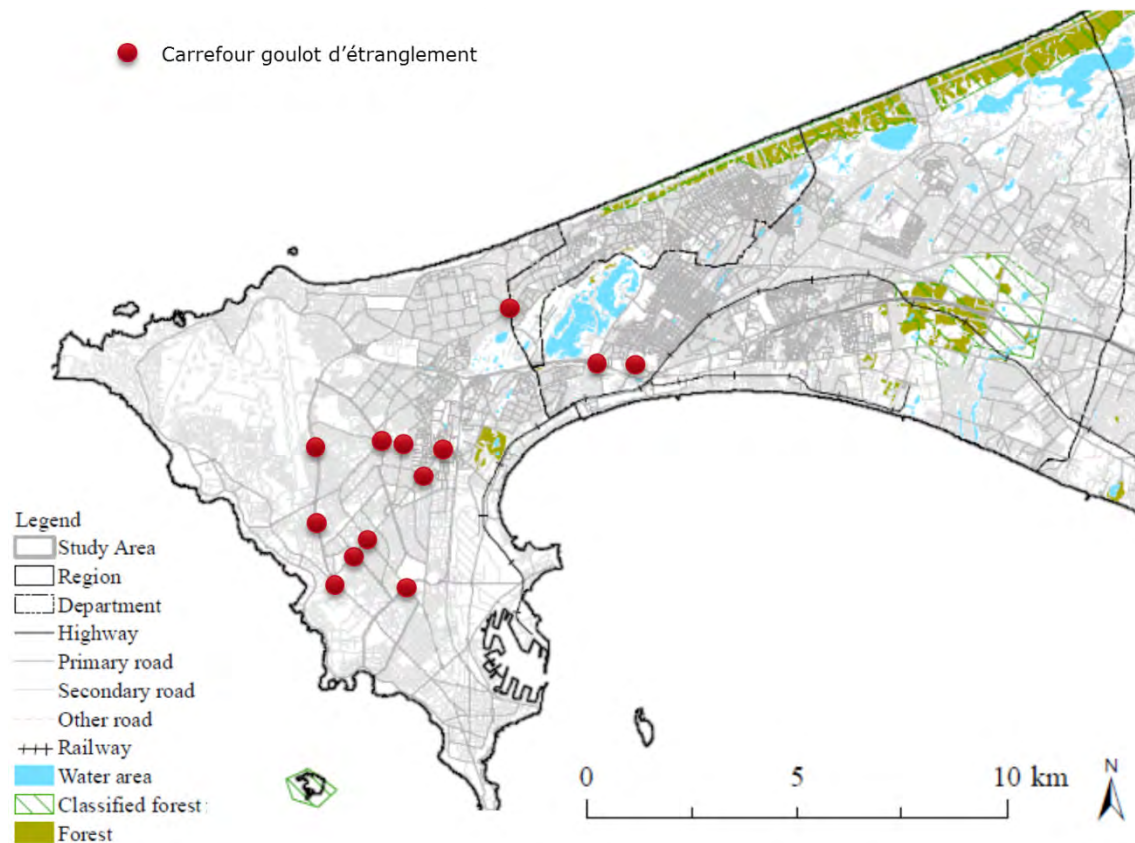 Carrefour goulot d'étranglement
Legend
Study Area
Region
Department
Highway
Primary road
Secondary road
Other road
Railway
Water area
Classified forest:
Forest
0 5 10 km
N